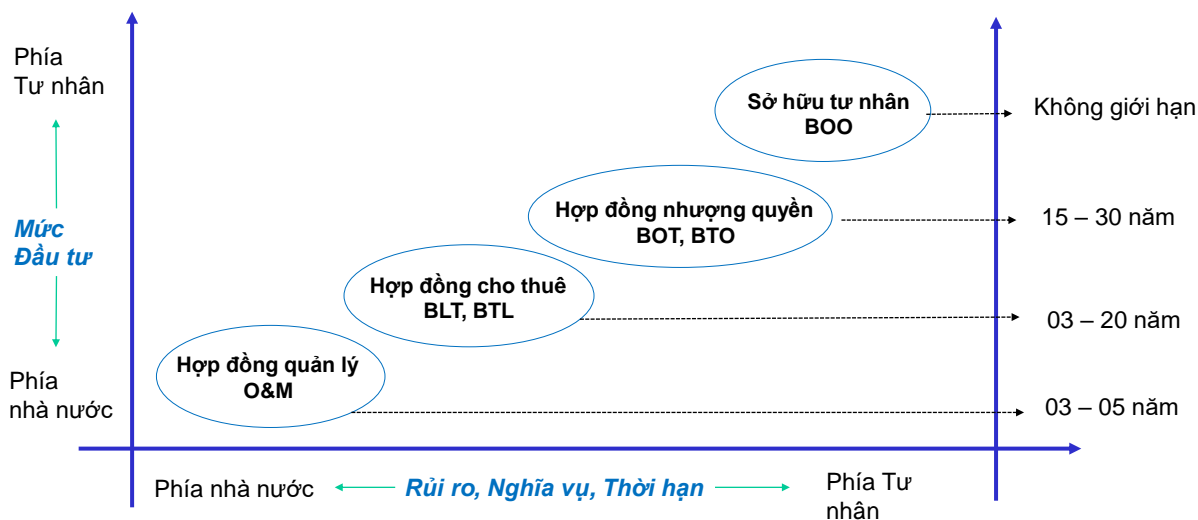 Phía
Tư nhân
Sở hữu tư nhân
BOO
Không giới hạn
Hợp đồng nhượng quyền
BOT, BTO
15 – 30 năm
Mức
Đầu tư
Hợp đồng cho thuê
BLT, BTL
03 – 20 năm
Hợp đồng quản lý
O&M
Phía
nhà nước
03 – 05 năm
Phía nhà nước
Rủi ro, Nghĩa vụ, Thời hạn
Phía Tư
nhân